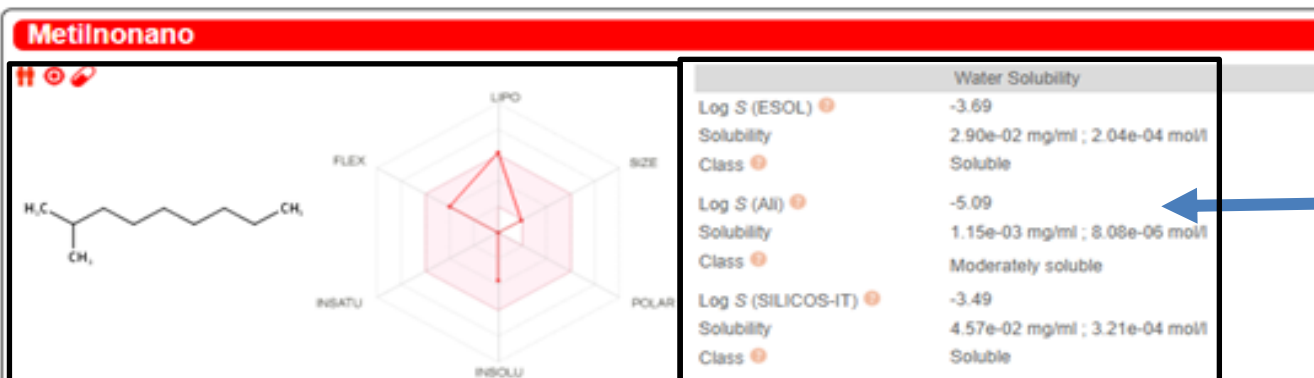 Metilnonano
LIPO
FLEX
SIZE
H₃C
CH₃
CH₃
INSATU
POLAR
INSOLU
Water Solubility
Log S (ESOL) -3.69
Solubility 2.90e-02 mg/ml ; 2.04e-04 mol/l
Class Soluble
Log S (Ali) -5.09
Solubility 1.15e-03 mg/ml ; 8.08e-06 mol/l
Class Moderately soluble
Log S (SILICOS-IT) -3.49
Solubility 4.57e-02 mg/ml ; 3.21e-04 mol/l
Class Soluble